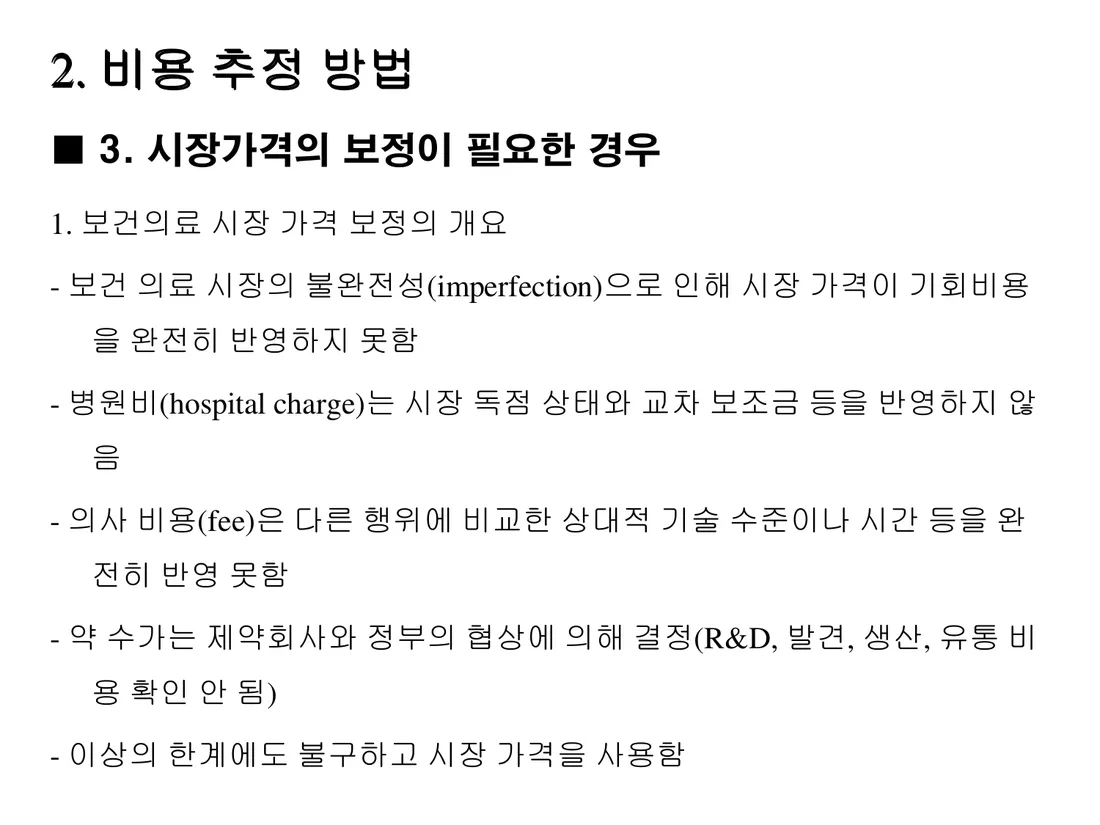 2. 비용 추정 방법
■ 3. 시장가격의 보정이 필요한 경우
1. 보건의료 시장 가격 보정의 개요
- 보건 의료 시장의 불완전성(imperfection)으로 인해 시장 가격이 기회비용
을 완전히 반영하지 못함
- 병원비(hospital charge)는 시장 독점 상태와 교차 보조금 등을 반영하지 않
음
- 의사 비용(fee)은 다른 행위에 비교한 상대적 기술 수준이나 시간 등을 완
전히 반영 못함
- 약 수가는 제약회사와 정부의 협상에 의해 결정(R&D, 발견, 생산, 유통 비
용 확인 안 됨)
- 이상의 한계에도 불구하고 시장 가격을 사용함